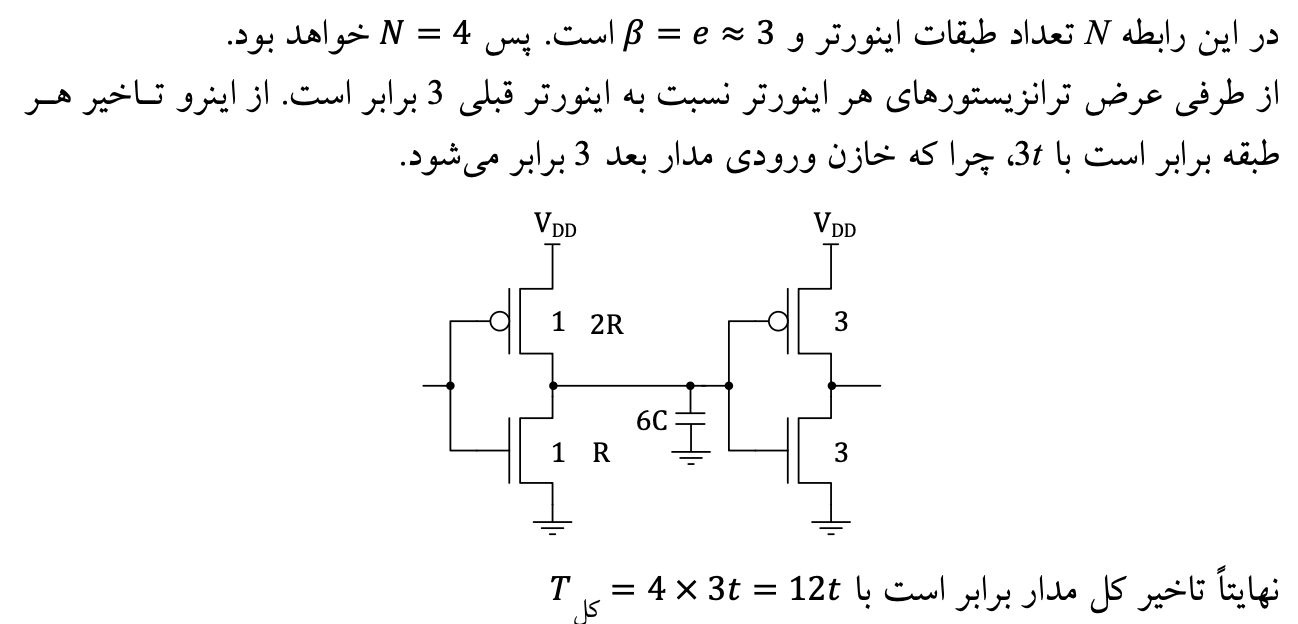 در این رابطه N تعداد طبقات اینورتر و β = e ≈ 3 است. پس N = 4 خواهد بود.
از طرفی عرض ترانزیستورهای هر اینورتر نسبت به اینورتر قبلی 3 برابر است. از اینرو تـاخیر هـر
طبقه برابر است با 3t، چرا که خازن ورودی مدار بعد 3 برابر می‌شود.
VDD VDD
1 2R 3
6C
1 R 3
نهایتاً تاخیر کل مدار برابر است با T کل = 4 × 3t = 12t